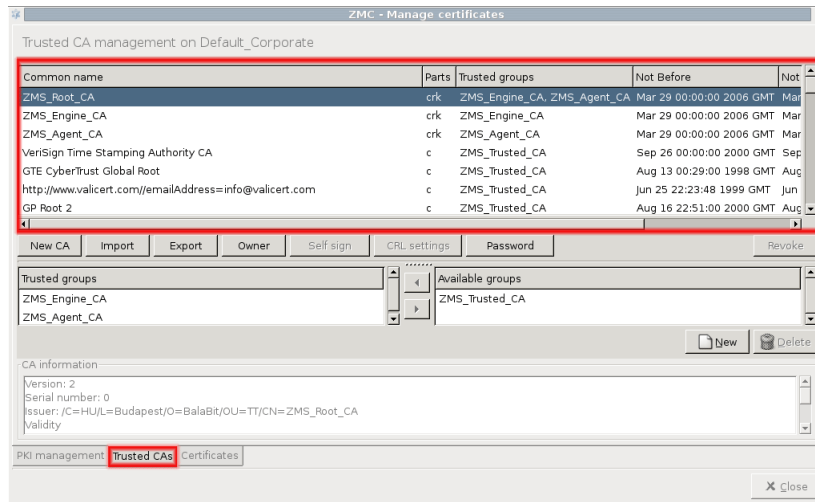 ZMC - Manage certificates
Trusted CA management on Default_Corporate
Common name Parts Trusted groups Not Before Not
ZMS_Root_CA crk ZMS_Engine_CA, ZMS_Agent_CA Mar 29 00:00:00 2006 GMT Mar
ZMS_Engine_CA crk ZMS_Engine_CA Mar 29 00:00:00 2006 GMT Mar
ZMS_Agent_CA crk ZMS_Agent_CA Mar 29 00:00:00 2006 GMT Mar
VeriSign Time Stamping Authority CA c ZMS_Trusted_CA Sep 26 00:00:00 2000 GMT Sep
GTE CyberTrust Global Root c ZMS_Trusted_CA Aug 13 00:29:00 1998 GMT Aug
http://www.valicert.com//emailAddress=info@valicert.com c ZMS_Trusted_CA Jun 25 22:23:48 1999 GMT Jun
GP Root 2 c ZMS_Trusted_CA Aug 16 22:51:00 2000 GMT Aug
New CA Import Export Owner Self sign CRL settings Password Revoke
Trusted groups Available groups
ZMS_Engine_CA ZMS_Trusted_CA
ZMS_Agent_CA
New Delete
CA information
Version: 2
Serial number: 0
Issuer: /C=HU/L=Budapest/O=BalaBit/OU=TT/CN=ZMS_Root_CA
Validity
PKI management Trusted CAs Certificates
Close